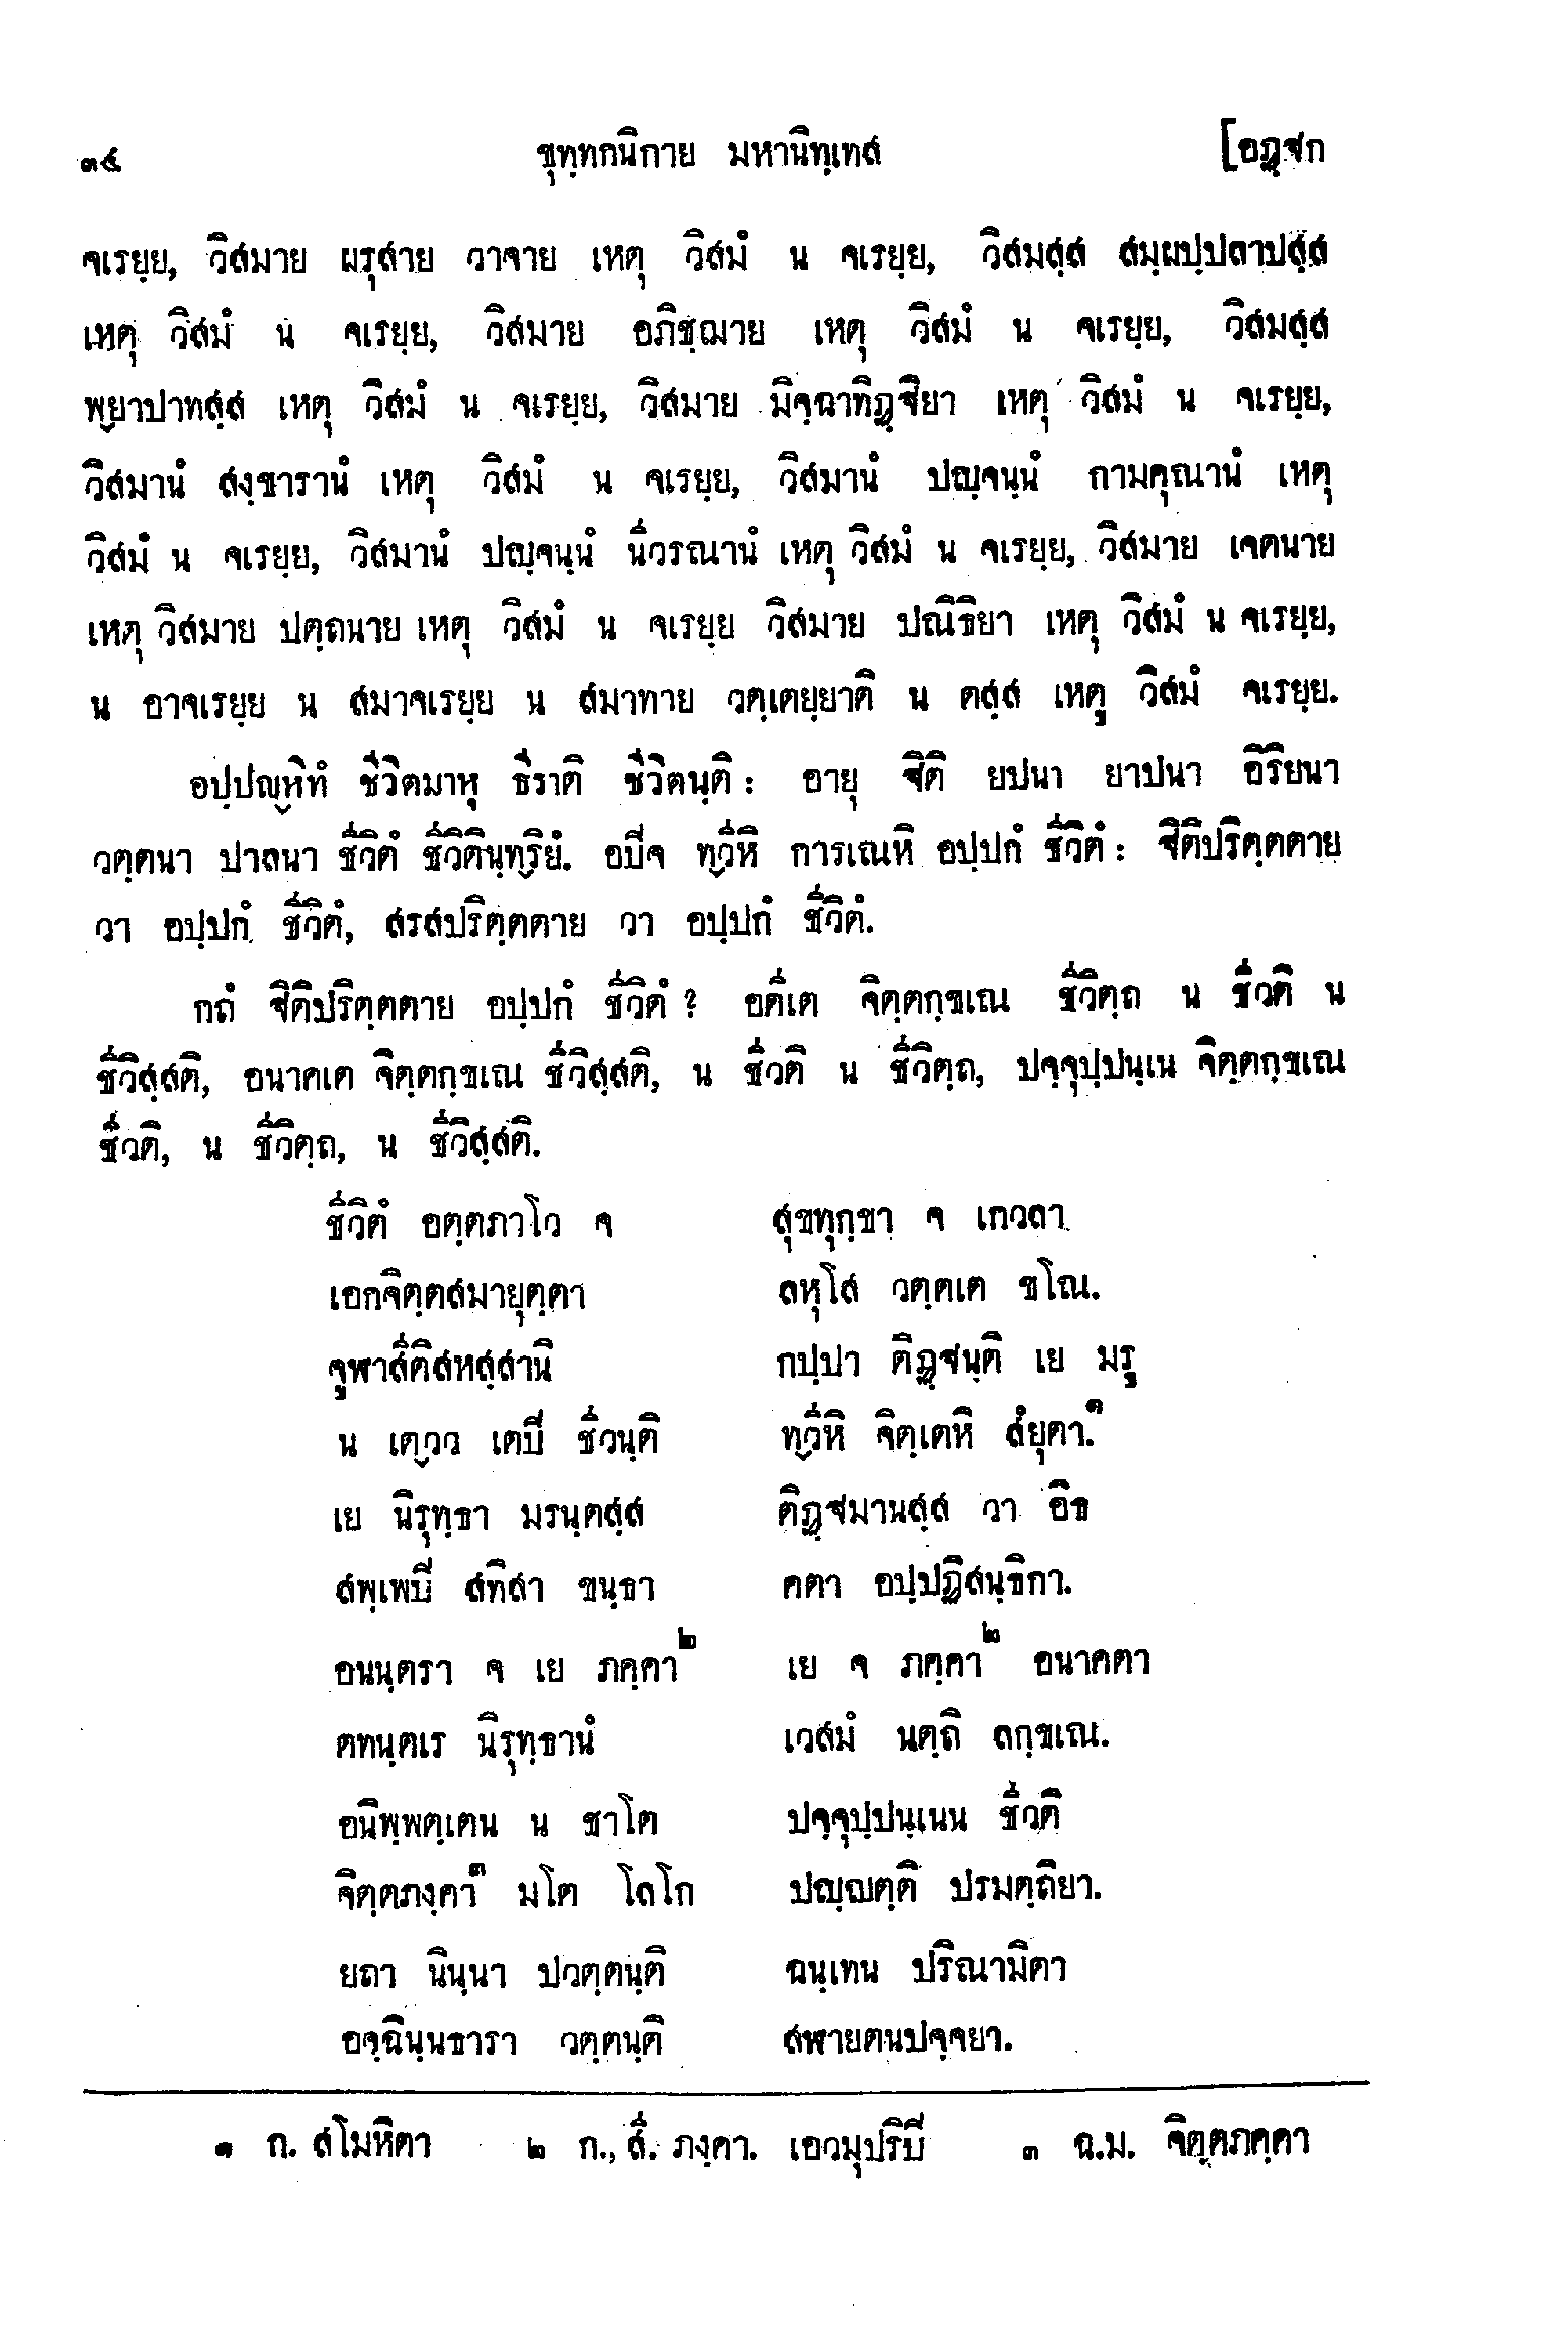 ๓๔ ขุทฺทกนิกาย มหานิทฺเทส [อฏฺฐก
จเรยฺย, วิสมาย ผรุสาย วาจาย เหตุ วิสมํ น จเรยฺย, วิสมสฺส สมฺผปฺปลาปสฺส
เหตุ วิสมํ น จเรยฺย, วิสมาย อภิชฺฌาย เหตุ วิสมํ น จเรยฺย, วิสมสฺส
พฺยาปาทสฺส เหตุ วิสมํ น จเรยฺย, วิสมาย มิจฺฉาทิฏฺฐิยา เหตุ วิสมํ น จเรยฺย,
วิสมานํ สงฺขารานํ เหตุ วิสมํ น จเรยฺย, วิสมานํ ปญฺจนฺนํ กามคุณานํ เหตุ
วิสมํ น จเรยฺย, วิสมานํ ปญฺจนฺนํ นีวรณานํ เหตุ วิสมํ น จเรยฺย, วิสมาย เจตนาย
เหตุ วิสมาย ปตฺถนาย เหตุ วิสมํ น จเรยฺย วิสมาย ปณิธิยา เหตุ วิสมํ น จเรยฺย,
น อาจเรยฺย น สมาจเรยฺย น สมาทาย วตฺเตยฺยาติ น ตสฺส เหตู วิสมํ จเรยฺย.
อปฺปญฺหิทํ ชีวิตมาหุ ธีราติ ชีวิตนฺติ : อายุ ฐิติ ยปนา ยาปนา อิริยนา
วตฺตนา ปาลนา ชีวิตํ ชีวิตินฺทฺริยํ. อปิจ ทฺวีหิ การเณหิ อปฺปกํ ชีวิตํ : ฐิติปริตฺตตาย
วา อปฺปกํ ชีวิตํ, สรสปริตฺตตาย วา อปฺปกํ ชีวิตํ.
กถํ ฐิติปริตฺตตาย อปฺปกํ ชีวิตํ ? อตีเต จิตฺตกฺขเณ ชีวิตฺถ น ชีวติ น
ชีวิสฺสติ, อนาคเต จิตฺตกฺขเณ ชีวิสฺสติ, น ชีวติ น ชีวิตฺถ, ปจฺจุปฺปนฺเน จิตฺตกฺขเณ
ชีวติ, น ชีวิตฺถ, น ชีวิสฺสติ.
ชีวิตํ อตฺตภาโว จ สุขทุกฺขา จ เกวลา
เอกจิตฺตสมายุตฺตา ลหุโส วตฺตเต ขโณ.
จูฬาสีติสหสฺสานิ กปฺปา ติฏฺฐนฺติ เย มรู
น เตฺวว เตปิ ชีวนฺติ ทฺวีหิ จิตฺเตหิ สํยุตา.๑
เย นิรุทฺธา มรนฺตสฺส ติฏฺฐมานสฺส วา อิธ
สพฺเพปิ สทิสา ขนฺธา คตา อปฺปฏิสนฺธิกา.
อนนฺตรา จ เย ภคฺคา๒ เย จ ภคฺคา๒ อนาคตา
ตทนฺตเร นิรุทฺธานํ เวสมํ นตฺถิ ลกฺขเณ.
อนิพฺพตฺเตน น ชาโต ปจฺจุปฺปนฺเนน ชีวติ
จิตฺตภงฺคา๓ มโต โลโก ปญฺญตฺติ ปรมตฺถิยา.
ยถา นินฺนา ปวตฺตนฺติ ฉนฺเทน ปริณามิตา
อจฺฉินฺนธารา วตฺตนฺติ สฬายตนปจฺจยา.
๑ ก. สโมหิตา ๒ ก., สี. ภงฺคา. เอวมุปริปิ ๓ ฉ.ม. จิตฺตภคฺคา